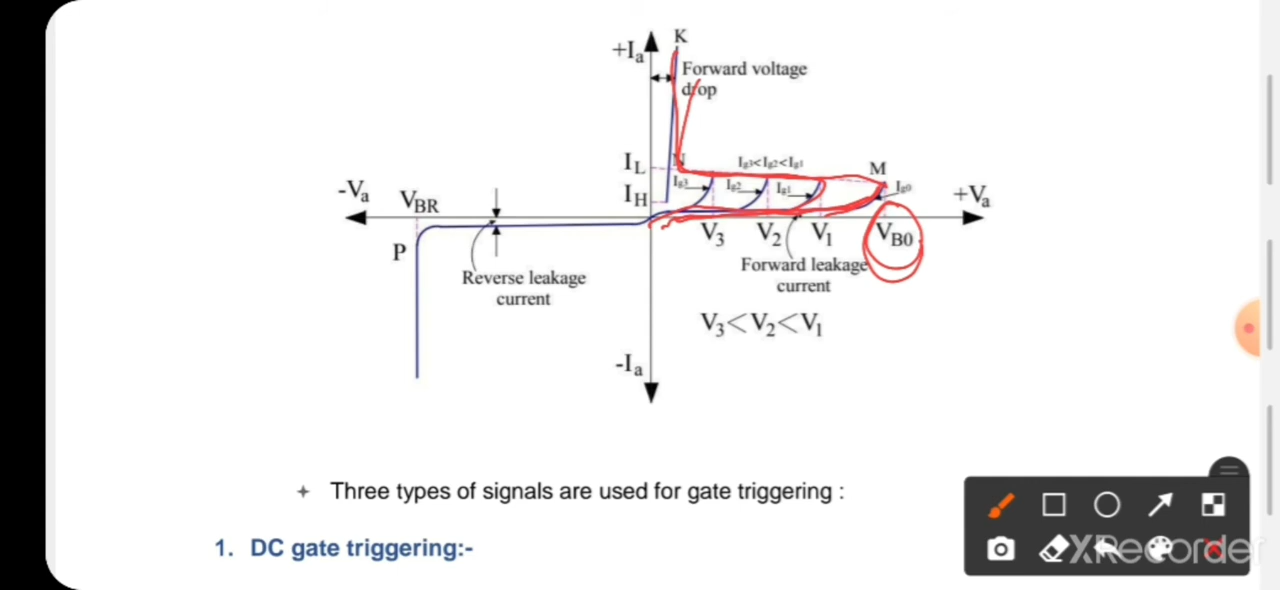 K
+Ia
Forward voltage
drop
IL
N
Ig3<Ig2<Ig1
M
-Va
VBR
IH
Ig3
Ig2
Ig1
Ig0
+Va
P
V3
V2
V1
VB0
Reverse leakage
current
Forward leakage
current
V3<V2<V1
-Ia
Three types of signals are used for gate triggering :
1. DC gate triggering:-
XRecorder